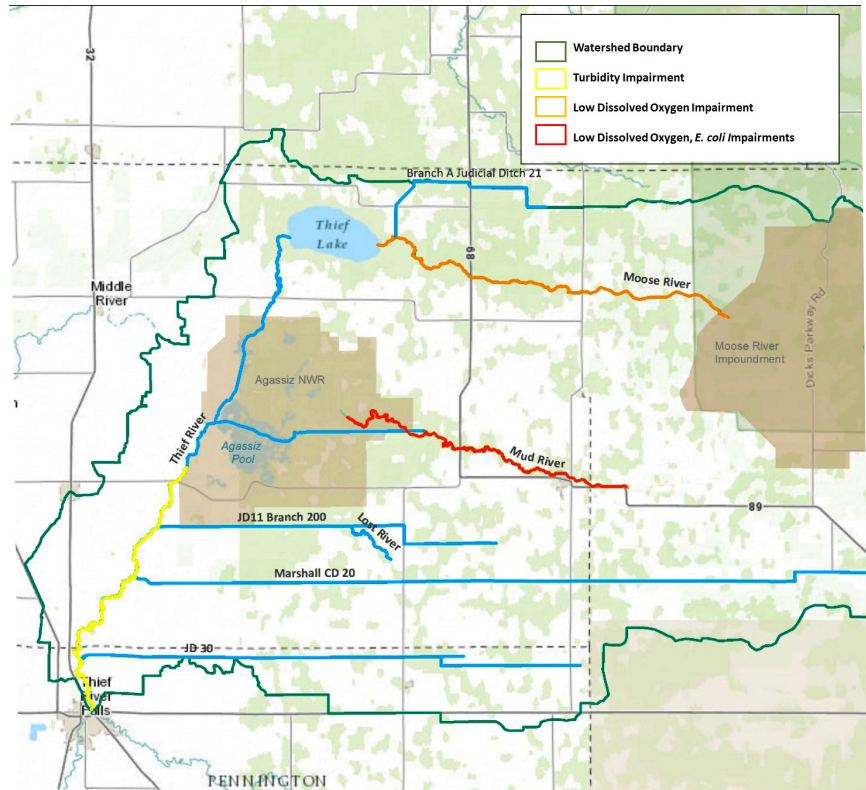 Watershed Boundary
Turbidity Impairment
Low Dissolved Oxygen Impairment
Low Dissolved Oxygen, E. coli Impairments
32
Branch A Judicial Ditch 21
Thief
Lake
89
Moose River
Middle
River
Dicks Parkway Rd.
Moose River
Impoundment
Agassiz NWR
Thief River
Agassiz
Pool
Mud River
89
JD11 Branch 200
Lost River
Marshall CD 20
JD 30
Thief
River
Falls
PENNINGTON